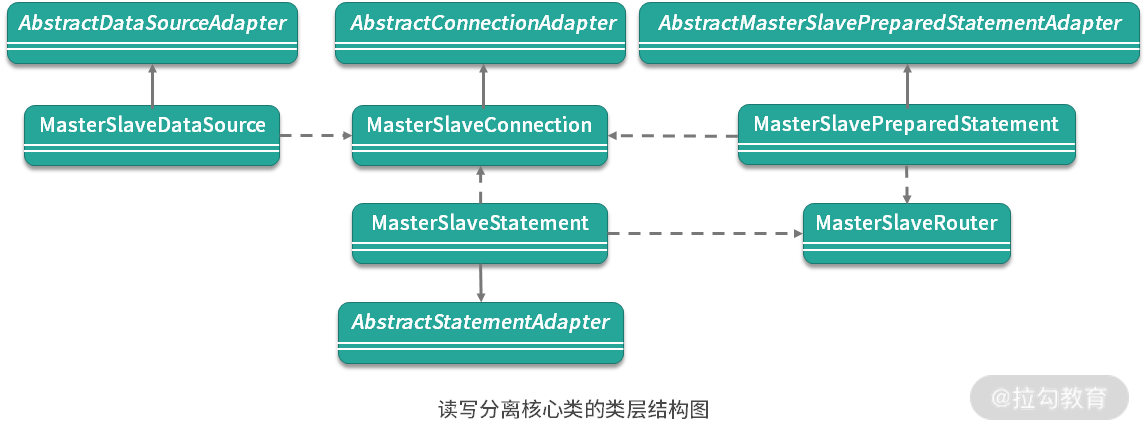 AbstractDataSourceAdapter
AbstractConnectionAdapter
AbstractMasterSlavePreparedStatementAdapter
MasterSlaveDataSource
MasterSlaveConnection
MasterSlavePreparedStatement
MasterSlaveStatement
MasterSlaveRouter
AbstractStatementAdapter
读写分离核心类的类层结构图
@拉勾教育